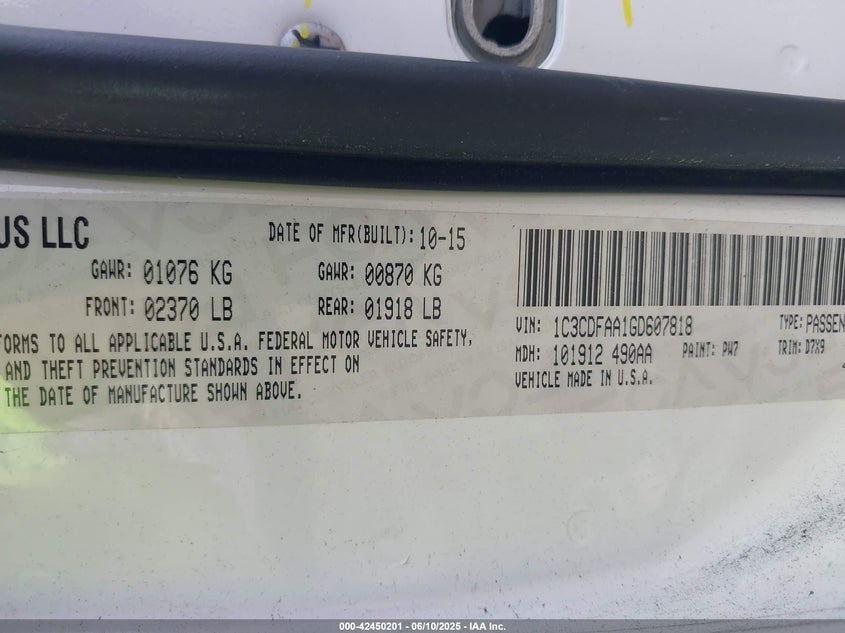 US LLC
DATE OF MFR(BUILT): 10-15
GAWR: 01076 KG GAWR: 00870 KG
FRONT: 02370 LB REAR: 01918 LB
FORMS TO ALL APPLICABLE U.S.A. FEDERAL MOTOR VEHICLE SAFETY,
AND THEFT PREVENTION STANDARDS IN EFFECT ON
THE DATE OF MANUFACTURE SHOWN ABOVE.
VIN: 1C3CDFAA1GD607818 TYPE: PASSEN
MDH: 101912 490AA PAINT: PW7 TRIM: D7X9
VEHICLE MADE IN U.S.A.
000-42450201 - 06/10/2025 - IAA Inc.